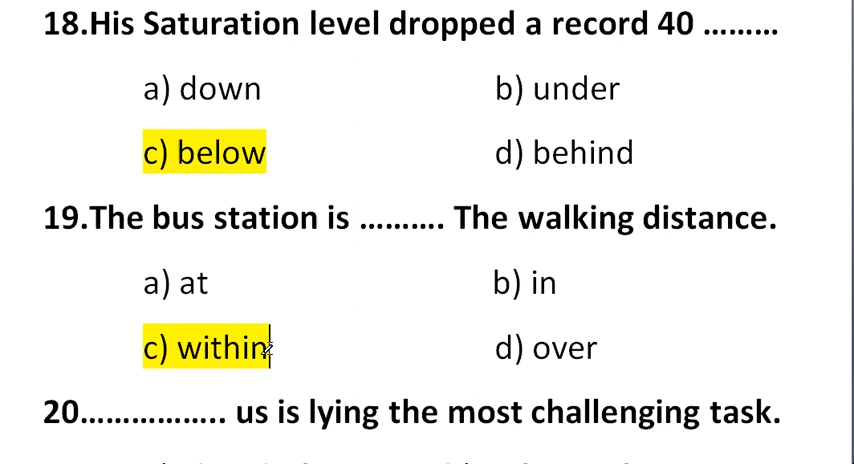 18.His Saturation level dropped a record 40 .........
a) down b) under
c) below d) behind
19.The bus station is .......... The walking distance.
a) at b) in
c) within d) over
20................. us is lying the most challenging task.